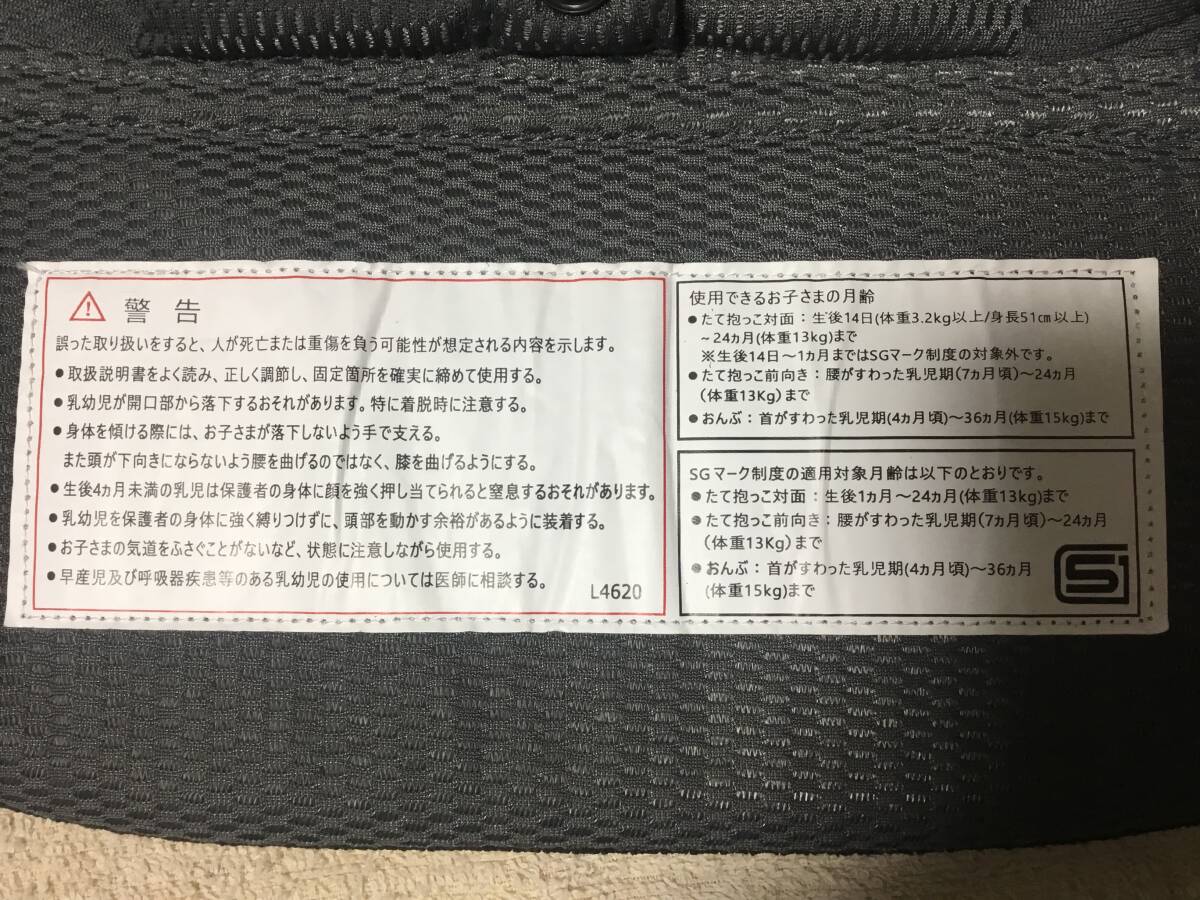 警告
誤った取り扱いをすると、人が死亡または重傷を負う可能性が想定される内容を示します。
●取扱説明書をよく読み、正しく調節し、固定箇所を確実に締めて使用する。
●乳幼児が開口部から落下するおそれがあります。特に着脱時に注意する。
●身体を傾ける際には、お子さまが落下しないよう手で支える。
また頭が下向きにならないよう腰を曲げるのではなく、膝を曲げるようにする。
●生後4ヵ月未満の乳児は保護者の身体に顔を強く押し当てられると窒息するおそれがあります。
●乳幼児を保護者の身体に強く縛りつけずに、頭部を動かす余裕があるように装着する。
●お子さまの気道をふさぐことがないなど、状態に注意しながら使用する。
●早産児及び呼吸器疾患等のある乳幼児の使用については医師に相談する。
L4620
使用できるお子さまの月齢
●たて抱っこ対面：生後14日(体重3.2kg以上/身長51㎝以上)
~24ヵ月(体重13kg)まで
※生後14日～1ヵ月まではSGマーク制度の対象外です。
●たて抱っこ前向き：腰がすわった乳児期(7ヵ月頃)～24ヵ月
(体重13Kg)まで
●おんぶ：首がすわった乳児期(4ヵ月頃)～36ヵ月(体重15kg)まで
SGマーク制度の適用対象月齢は以下のとおりです。
●たて抱っこ対面：生後1ヵ月～24ヵ月(体重13kg)まで
●たて抱っこ前向き：腰がすわった乳児期(7ヵ月頃)～24ヵ月
(体重13Kg)まで
●おんぶ：首がすわった乳児期(4ヵ月頃)～36ヵ月
(体重15kg)まで
SG